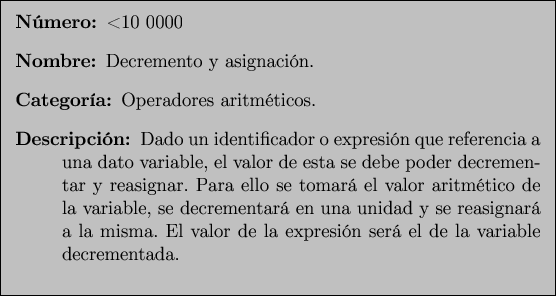 Número: <10 0000
Nombre: Decremento y asignación.
Categoría: Operadores aritméticos.
Descripción: Dado un identificador o expresión que referencia a
una dato variable, el valor de esta se debe poder decremen-
tar y reasignar. Para ello se tomará el valor aritmético de
la variable, se decrementará en una unidad y se reasignará
a la misma. El valor de la expresión será el de la variable
decrementada.